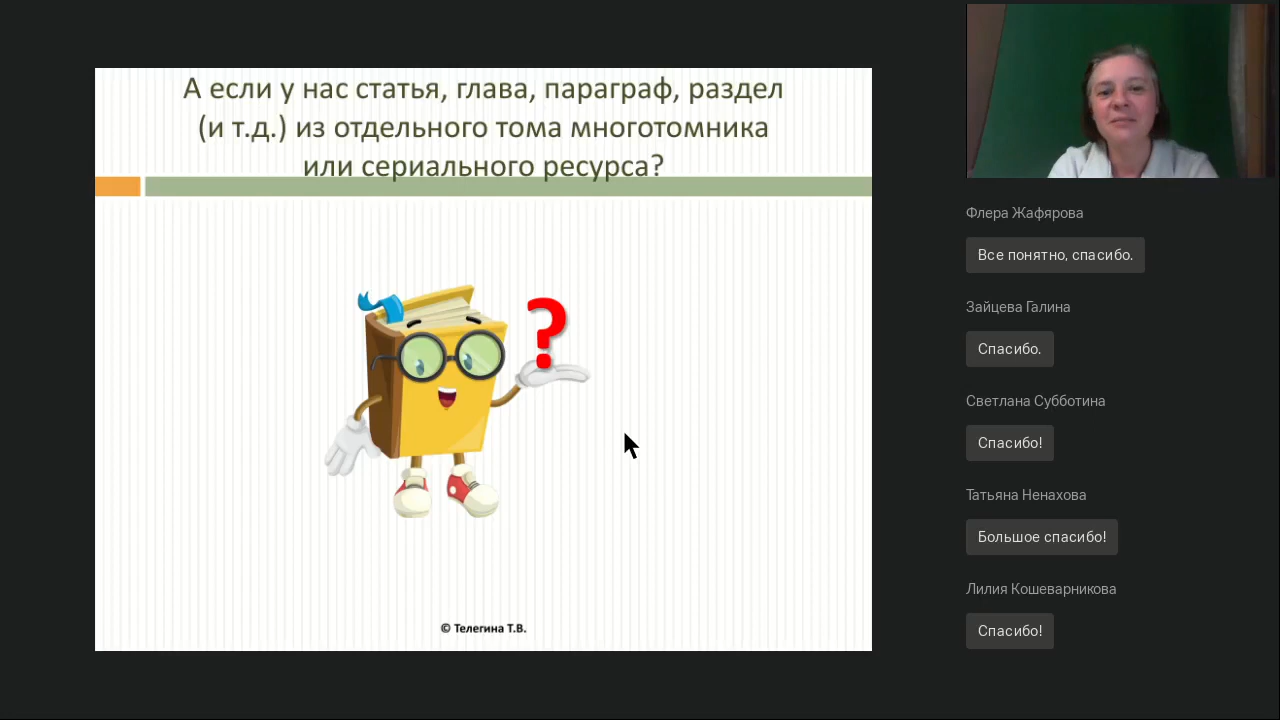 А если у нас статья, глава, параграф, раздел
(и т.д.) из отдельного тома многотомника
или сериального ресурса?
?
© Телегина Т.В.
Флера Жафярова
Все понятно, спасибо.
Зайцева Галина
Спасибо.
Светлана Субботина
Спасибо!
Татьяна Ненахова
Большое спасибо!
Лилия Кошеварникова
Спасибо!